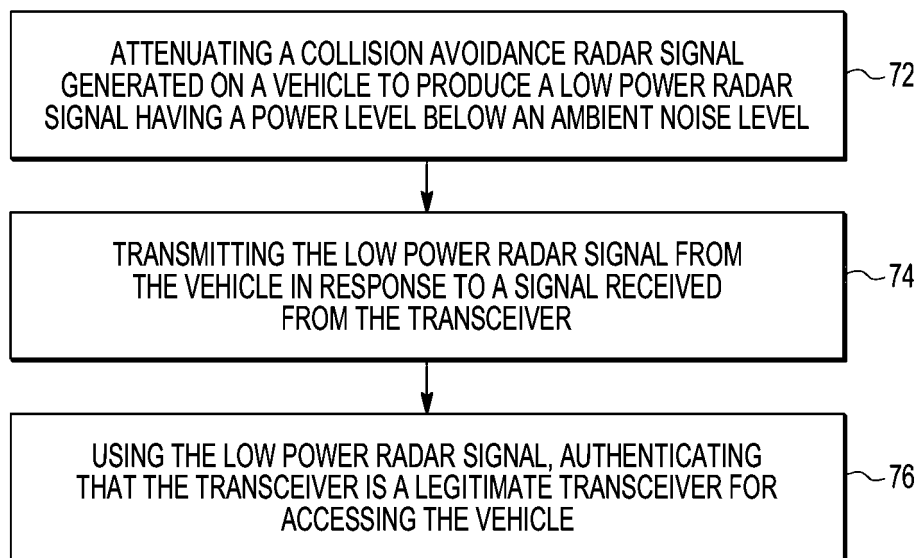 ATTENUATING A COLLISION AVOIDANCE RADAR SIGNAL
GENERATED ON A VEHICLE TO PRODUCE A LOW POWER RADAR
SIGNAL HAVING A POWER LEVEL BELOW AN AMBIENT NOISE LEVEL
72
TRANSMITTING THE LOW POWER RADAR SIGNAL FROM
THE VEHICLE IN RESPONSE TO A SIGNAL RECEIVED
FROM THE TRANSCEIVER
74
USING THE LOW POWER RADAR SIGNAL, AUTHENTICATING
THAT THE TRANSCEIVER IS A LEGITIMATE TRANSCEIVER FOR
ACCESSING THE VEHICLE
76